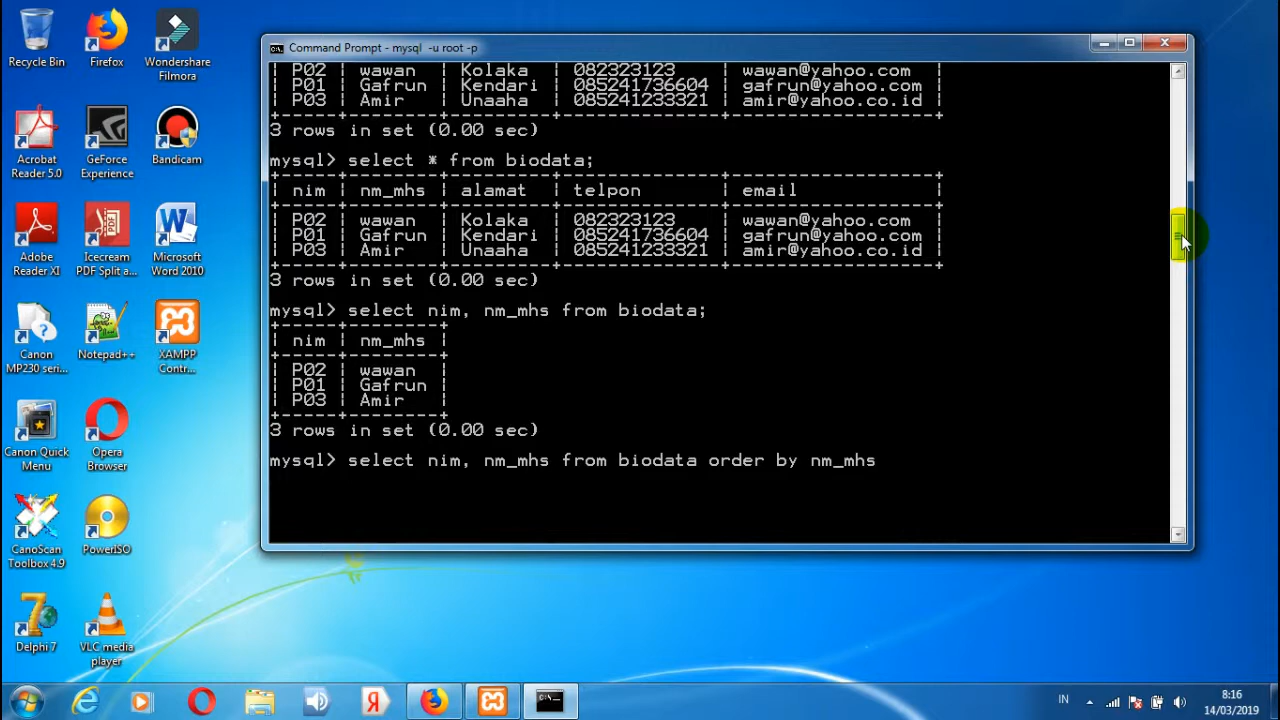 Recycle Bin
Firefox
Wondershare
Filmora
Acrobat
Reader 5.0
GeForce
Experience
Bandicam
Adobe
Reader XI
Icecream
PDF Split a...
Microsoft
Word 2010
Canon
MP230 seri...
Notepad++
XAMPP
Contr...
Canon Quick
Menu
Opera
Browser
CanoScan
Toolbox 4.9
PowerISO
Delphi 7
VLC media
player
Command Prompt - mysql -u root -p
| P02 | wawan | Kolaka | 082323123 | wawan@yahoo.com |
| P01 | Gafrun | Kendari | 085241736604 | gafrun@yahoo.com |
| P03 | Amir | Unaaha | 085241233321 | amir@yahoo.co.id |
+-----+---------+---------+--------------+------------------+
3 rows in set (0.00 sec)
mysql> select * from biodata;
+-----+---------+---------+--------------+------------------+
| nim | nm_mhs | alamat | telpon | email |
+-----+---------+---------+--------------+------------------+
| P02 | wawan | Kolaka | 082323123 | wawan@yahoo.com |
| P01 | Gafrun | Kendari | 085241736604 | gafrun@yahoo.com |
| P03 | Amir | Unaaha | 085241233321 | amir@yahoo.co.id |
+-----+---------+---------+--------------+------------------+
3 rows in set (0.00 sec)
mysql> select nim, nm_mhs from biodata;
+-----+--------+
| nim | nm_mhs |
+-----+--------+
| P02 | wawan |
| P01 | Gafrun |
| P03 | Amir |
+-----+--------+
3 rows in set (0.00 sec)
mysql> select nim, nm_mhs from biodata order by nm_mhs
IN
8:16
14/03/2019